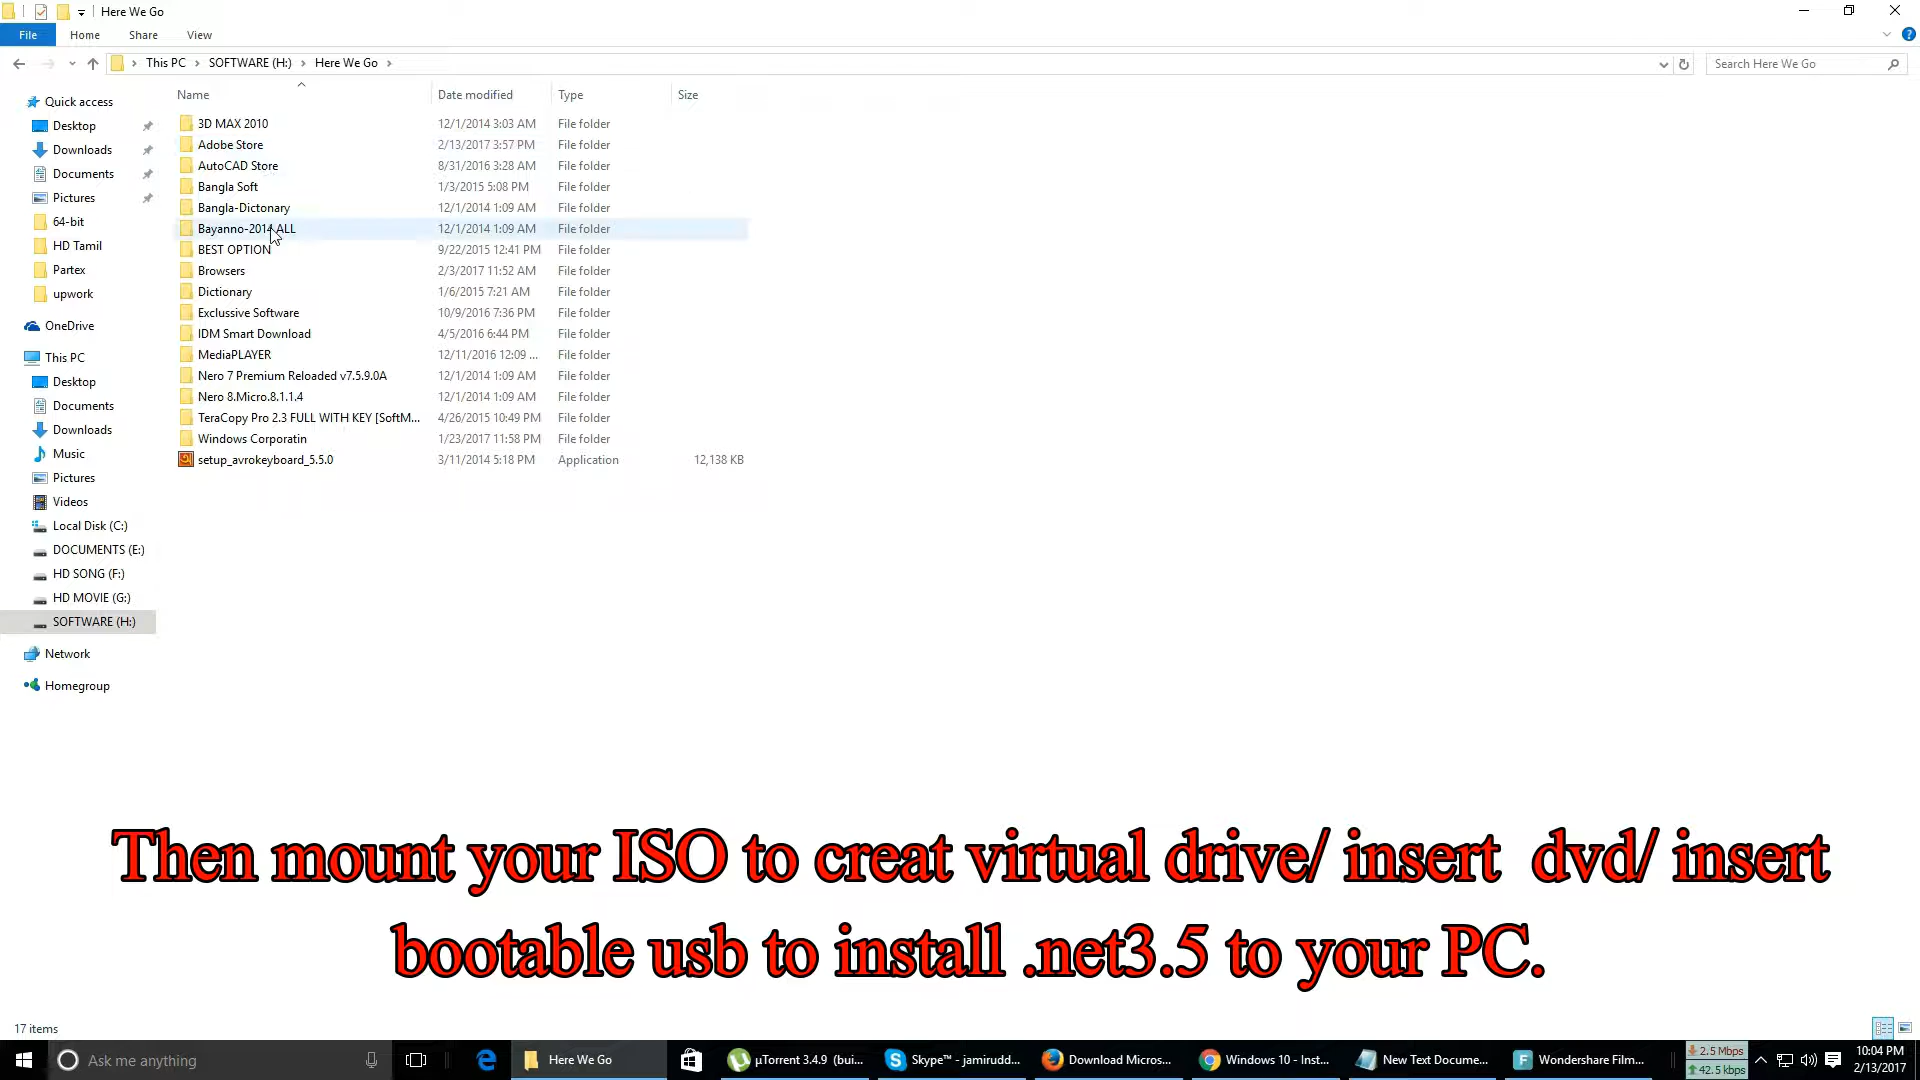 Here We Go
File Home Share View
This PC SOFTWARE (H:) Here We Go
Search Here We Go
Name Date modified Type Size
Quick access
Desktop
Downloads
Documents
Pictures
64-bit
HD Tamil
Partex
upwork
OneDrive
This PC
Desktop
Documents
Downloads
Music
Pictures
Videos
Local Disk (C:)
DOCUMENTS (E:)
HD SONG (F:)
HD MOVIE (G:)
SOFTWARE (H:)
Network
Homegroup
3D MAX 2010 12/1/2014 3:03 AM File folder
Adobe Store 2/13/2017 3:57 PM File folder
AutoCAD Store 8/31/2016 3:28 AM File folder
Bangla Soft 1/3/2015 5:08 PM File folder
Bangla-Dictonary 12/1/2014 1:09 AM File folder
Bayanno-2014 ALL 12/1/2014 1:09 AM File folder
BEST OPTION 9/22/2015 12:41 PM File folder
Browsers 2/3/2017 11:52 AM File folder
Dictionary 1/6/2015 7:21 AM File folder
Exclussive Software 10/9/2016 7:36 PM File folder
IDM Smart Download 4/5/2016 6:44 PM File folder
MediaPLAYER 12/11/2016 12:09 ... File folder
Nero 7 Premium Reloaded v7.5.9.0A 12/1/2014 1:09 AM File folder
Nero 8.Micro.8.1.1.4 12/1/2014 1:09 AM File folder
TeraCopy Pro 2.3 FULL WITH KEY [SoftM... 4/26/2015 10:49 PM File folder
Windows Corporatin 1/23/2017 11:58 PM File folder
setup_avrokeyboard_5.5.0 3/11/2014 5:18 PM Application 12,138 KB
Then mount your ISO to creat virtual drive/ insert dvd/ insert
bootable usb to install .net3.5 to your PC.
17 items
Ask me anything
Here We Go
µTorrent 3.4.9 (bui...
Skype™ - jamirudd...
Download Micros...
Windows 10 - Inst...
New Text Docume...
Wondershare Film...
2.5 Mbps
42.5 kbps
10:04 PM
2/13/2017